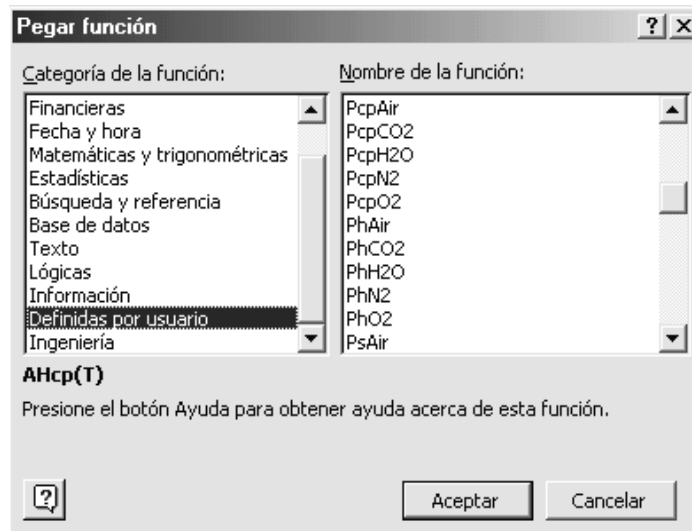 Pegar función
Categoría de la función:
Financieras
Fecha y hora
Matemáticas y trigonométricas
Estadísticas
Búsqueda y referencia
Base de datos
Texto
Lógicas
Información
Definidas por usuario
Ingeniería
Nombre de la función:
PcpAir
PcpCO2
PcpH2O
PcpN2
PcpO2
PhAir
PhCO2
PhH2O
PhN2
PhO2
PsAir
AHcp(T)
Presione el botón Ayuda para obtener ayuda acerca de esta función.
Aceptar
Cancelar